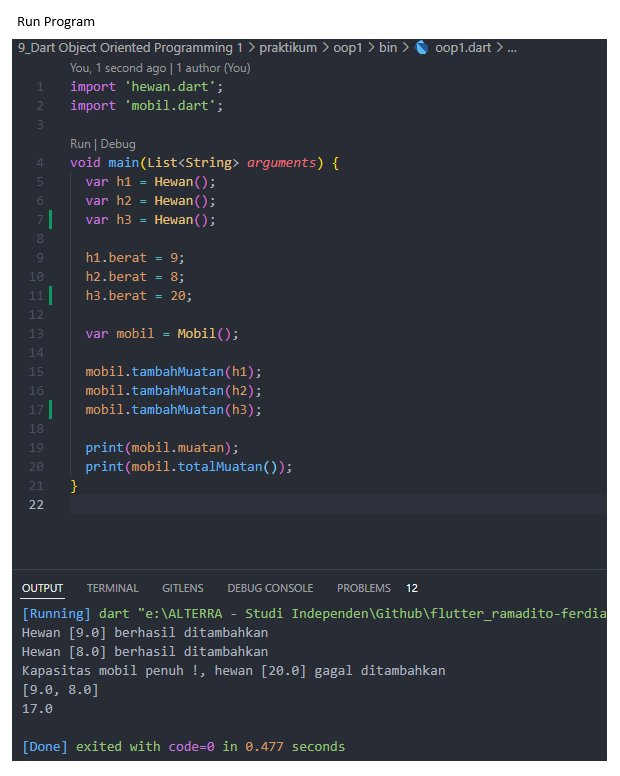 Run Program
9_Dart Object Oriented Programming 1 > praktikum > oop1 > bin > oop1.dart > ...
You, 1 second ago | 1 author (You)
1 import 'hewan.dart';
2 import 'mobil.dart';
3
Run | Debug
4 void main(List<String> arguments) {
5 var h1 = Hewan();
6 var h2 = Hewan();
7 var h3 = Hewan();
8
9 h1.berat = 9;
10 h2.berat = 8;
11 h3.berat = 20;
12
13 var mobil = Mobil();
14
15 mobil.tambahMuatan(h1);
16 mobil.tambahMuatan(h2);
17 mobil.tambahMuatan(h3);
18
19 print(mobil.muatan);
20 print(mobil.totalMuatan());
21 }
22
OUTPUT TERMINAL GITLENS DEBUG CONSOLE PROBLEMS 12
[Running] dart "e:\ALTERRA - Studi Independen\Github\flutter_ramadito-ferdia
Hewan [9.0] berhasil ditambahkan
Hewan [8.0] berhasil ditambahkan
Kapasitas mobil penuh !, hewan [20.0] gagal ditambahkan
[9.0, 8.0]
17.0
[Done] exited with code=0 in 0.477 seconds